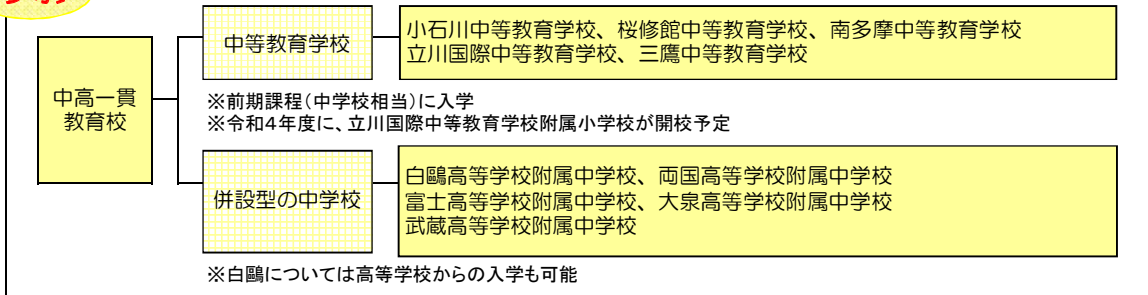 中高一貫
教育校
中等教育学校
小石川中等教育学校、桜修館中等教育学校、南多摩中等教育学校
立川国際中等教育学校、三鷹中等教育学校
※前期課程(中学校相当)に入学
※令和4年度に、立川国際中等教育学校附属小学校が開校予定
併設型の中学校
白鷗高等学校附属中学校、両国高等学校附属中学校
富士高等学校附属中学校、大泉高等学校附属中学校
武蔵高等学校附属中学校
※白鷗については高等学校からの入学も可能